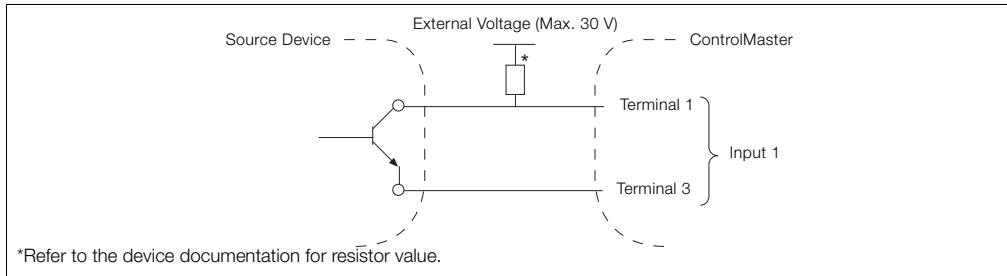 External Voltage (Max. 30 V)
Source Device
ControlMaster
*
Terminal 1
Input 1
Terminal 3
*Refer to the device documentation for resistor value.